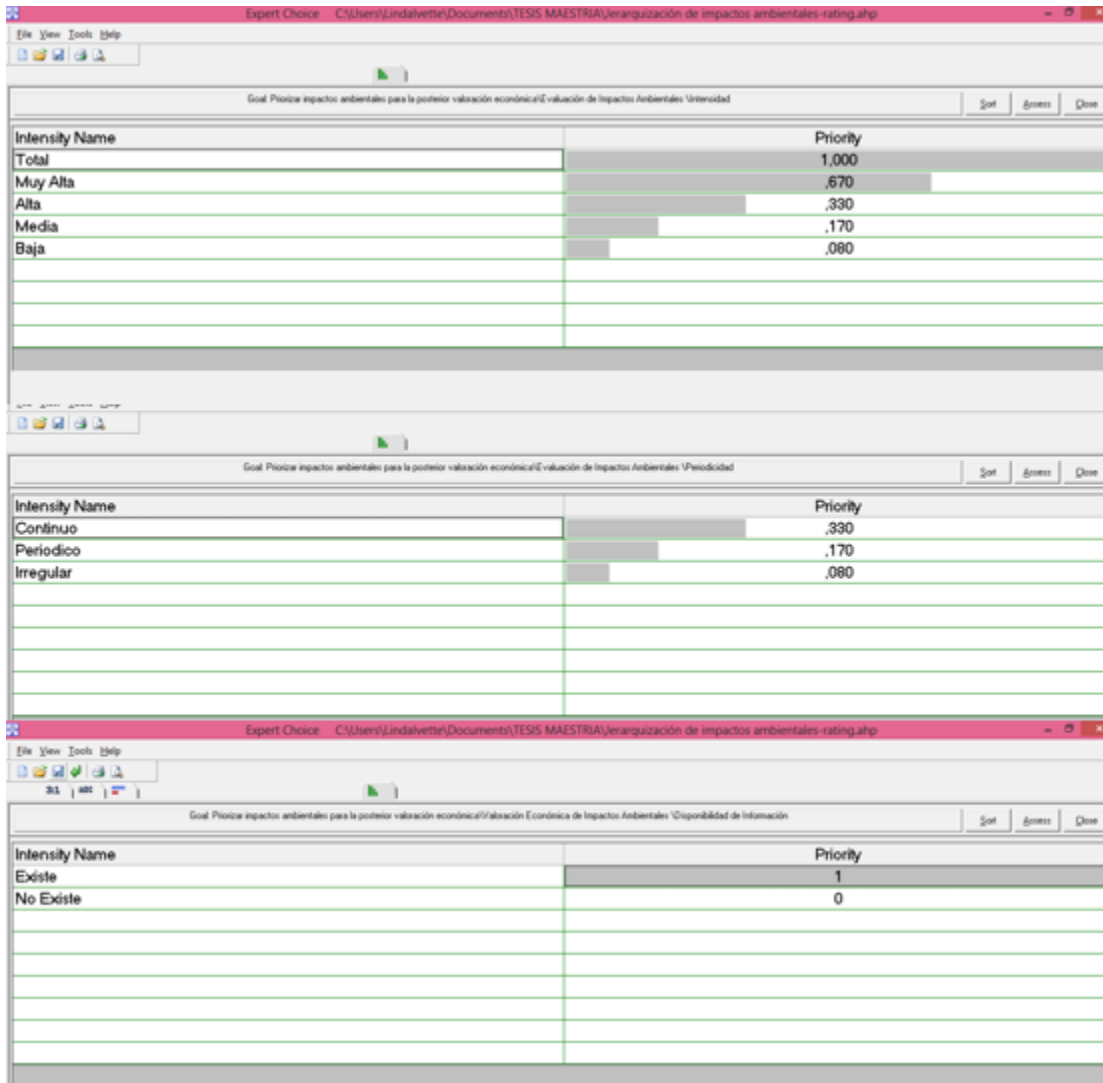 Expert Choice C:\Users\Lindalvette\Documents\TESIS MAESTRIA\Jerarquización de impactos ambientales-rating.ahp
File View Tools Help
Goal: Priorizar impactos ambientales para la posterior valoración económica\Evaluación de Impactos Ambientales \Intensidad Sort Assess Close
Intensity Name Priority
Total 1,000
Muy Alta ,670
Alta ,330
Media ,170
Baja ,080
Goal: Priorizar impactos ambientales para la posterior valoración económica\Evaluación de Impactos Ambientales \Periodicidad Sort Assess Close
Intensity Name Priority
Continuo ,330
Periodico ,170
Irregular ,080
Expert Choice C:\Users\Lindalvette\Documents\TESIS MAESTRIA\Jerarquización de impactos ambientales-rating.ahp
File View Tools Help
3:1 ABC
Goal: Priorizar impactos ambientales para la posterior valoración económica\Valoración Económica de Impactos Ambientales \Disponibilidad de Información Sort Assess Close
Intensity Name Priority
Existe 1
No Existe 0